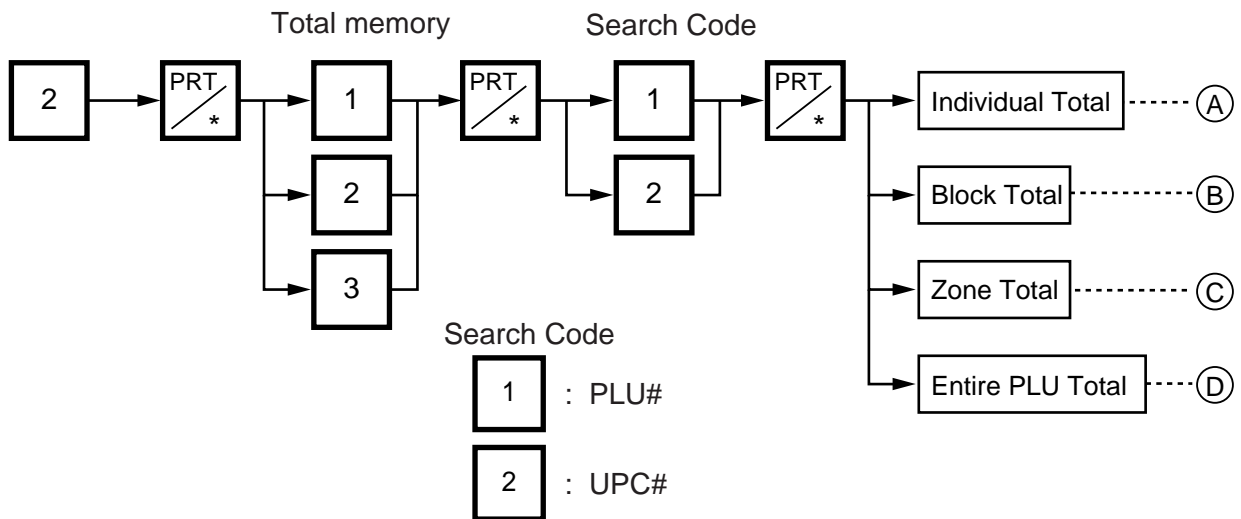 Total memory
Search Code
2
PRT
*
1
PRT
*
1
PRT
*
Individual Total
A
2
2
Block Total
B
3
Zone Total
C
Search Code
1 : PLU#
Entire PLU Total
D
2 : UPC#